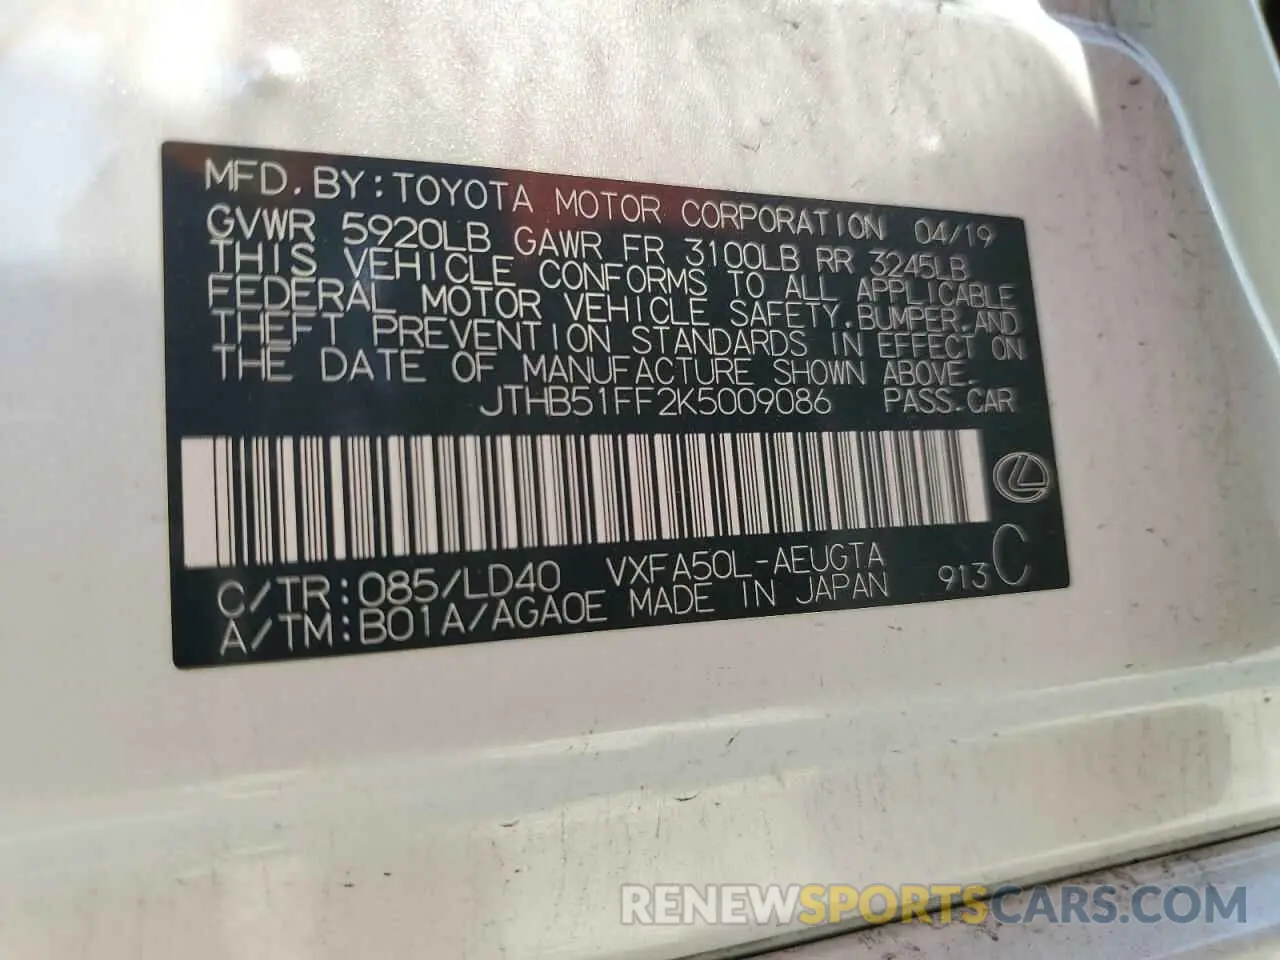 MFD. BY: TOYOTA MOTOR CORPORATION 04/19
GVWR 5920LB GAWR FR 3100LB RR 3245LB
THIS VEHICLE CONFORMS TO ALL APPLICABLE
FEDERAL MOTOR VEHICLE SAFETY, BUMPER, AND
THEFT PREVENTION STANDARDS IN EFFECT ON
THE DATE OF MANUFACTURE SHOWN ABOVE.
JTHB51FF2K5009086 PASS. CAR
C/TR: 085/LD40 VXFA50L-AEUGTA
A/TM: B01A/AGA0E MADE IN JAPAN 913 C
RENEWSPORTSCARS.COM